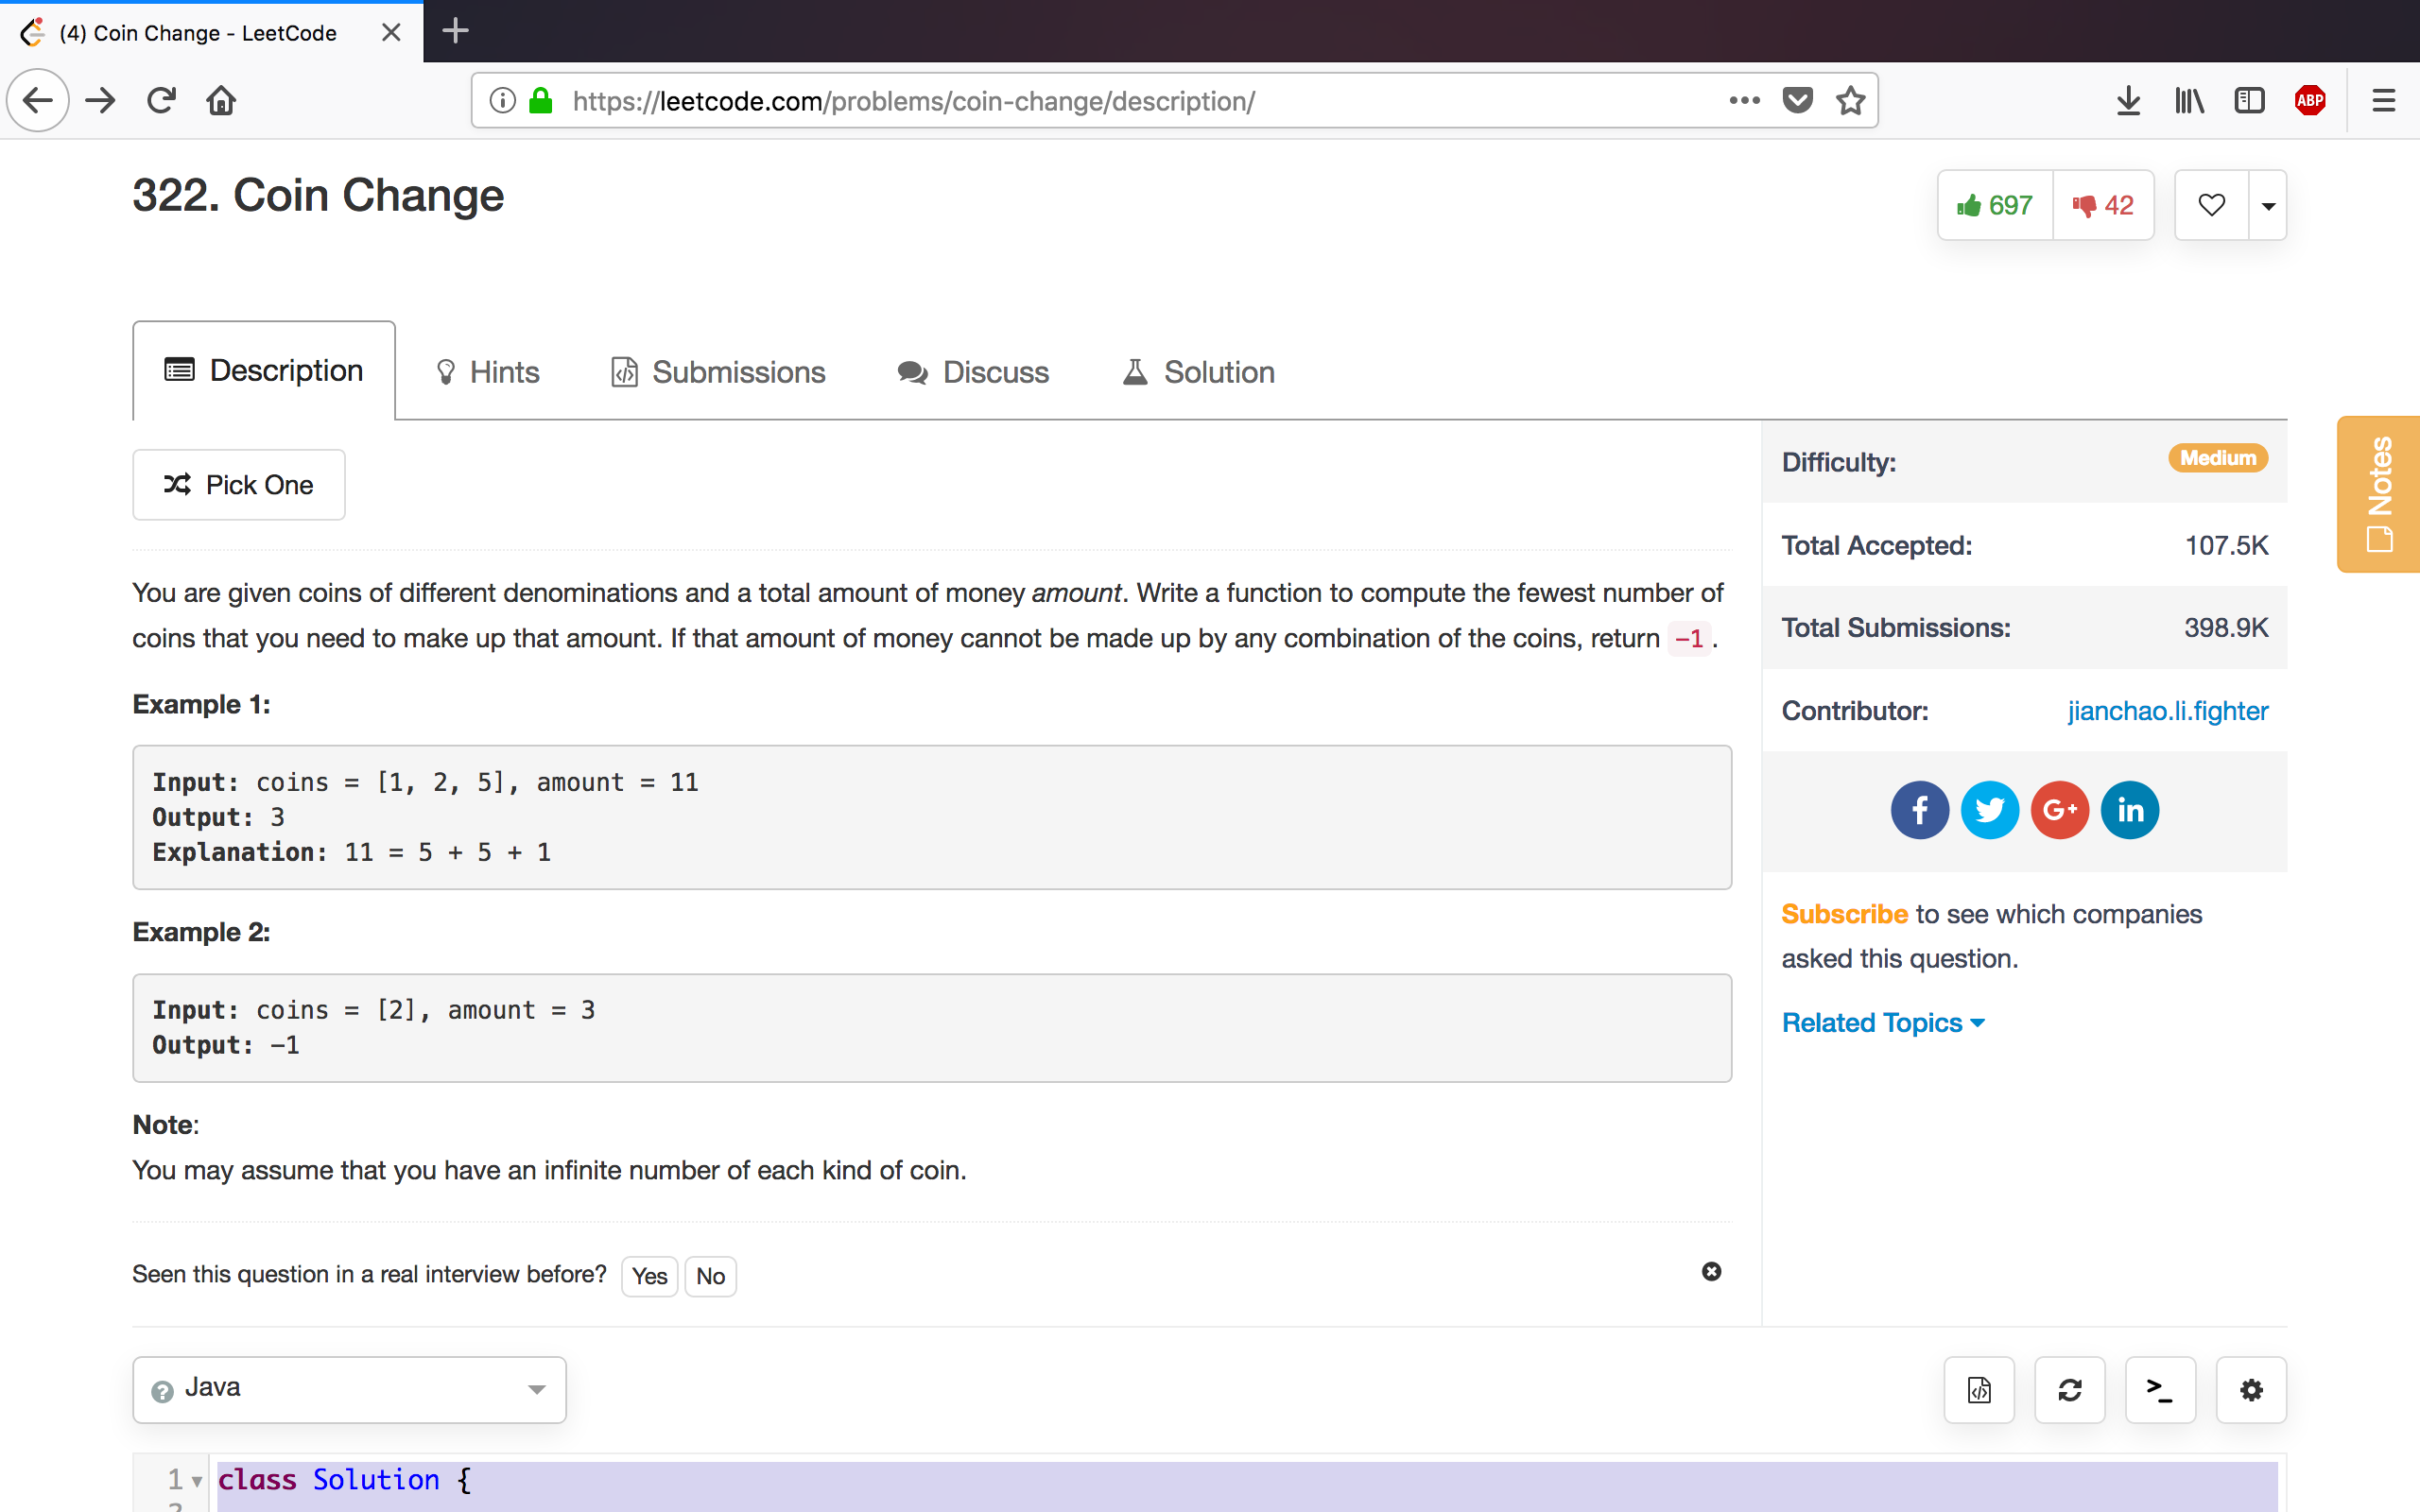 (4) Coin Change - LeetCode
https://leetcode.com/problems/coin-change/description/
ABP
322. Coin Change
697
42
Description
Hints
Submissions
Discuss
Solution
Pick One
You are given coins of different denominations and a total amount of money amount. Write a function to compute the fewest number of
coins that you need to make up that amount. If that amount of money cannot be made up by any combination of the coins, return -1.
Example 1:
Input: coins = [1, 2, 5], amount = 11
Output: 3
Explanation: 11 = 5 + 5 + 1
Example 2:
Input: coins = [2], amount = 3
Output: -1
Note:
You may assume that you have an infinite number of each kind of coin.
Seen this question in a real interview before? Yes No
Difficulty: Medium
Total Accepted: 107.5K
Total Submissions: 398.9K
Contributor: jianchao.li.fighter
f G+ in
Subscribe to see which companies
asked this question.
Related Topics
Notes
Java
1 class Solution {